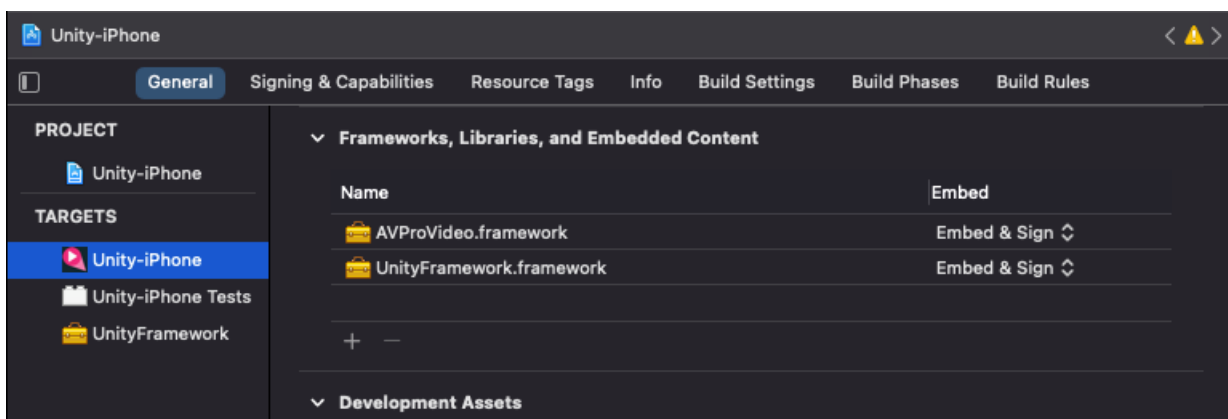 Unity-iPhone
General Signing & Capabilities Resource Tags Info Build Settings Build Phases Build Rules
PROJECT
Unity-iPhone
TARGETS
Unity-iPhone
Unity-iPhone Tests
UnityFramework
Frameworks, Libraries, and Embedded Content
Name Embed
AVProVideo.framework Embed & Sign
UnityFramework.framework Embed & Sign
Development Assets